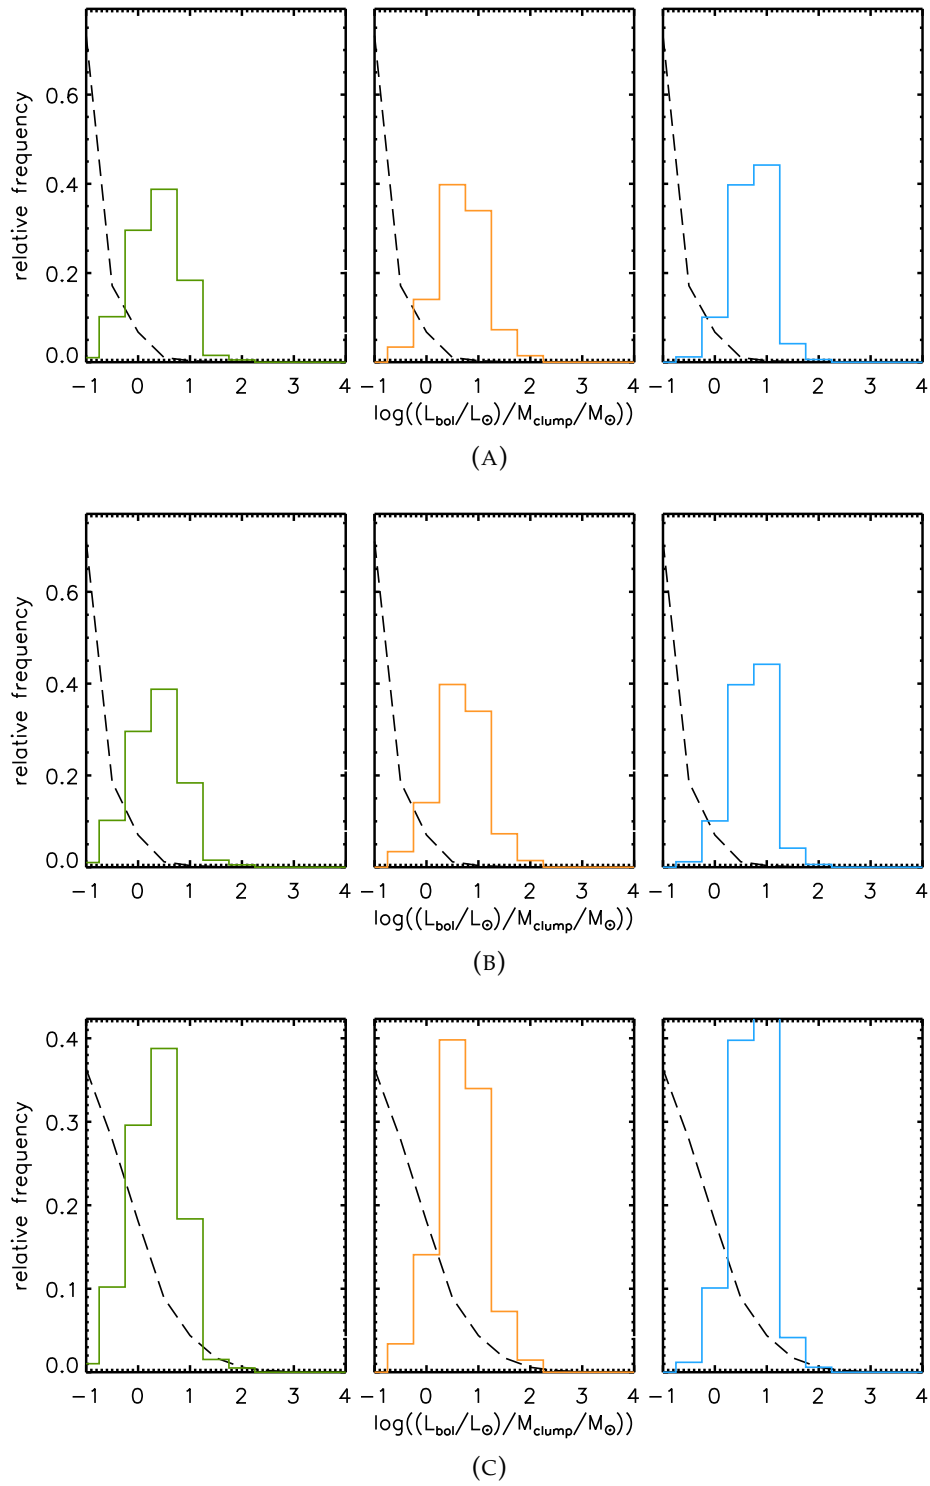 relative frequency
0.6
0.4
0.2
0.0
−1 0 1 2 3 4 −1 0 1 2 3 4 −1 0 1 2 3 4
log((L_bol/L_⊙)/M_clump/M_⊙))
(A)
relative frequency
0.6
0.4
0.2
0.0
−1 0 1 2 3 4 −1 0 1 2 3 4 −1 0 1 2 3 4
log((L_bol/L_⊙)/M_clump/M_⊙))
(B)
relative frequency
0.4
0.3
0.2
0.1
0.0
−1 0 1 2 3 4 −1 0 1 2 3 4 −1 0 1 2 3 4
log((L_bol/L_⊙)/M_clump/M_⊙))
(C)